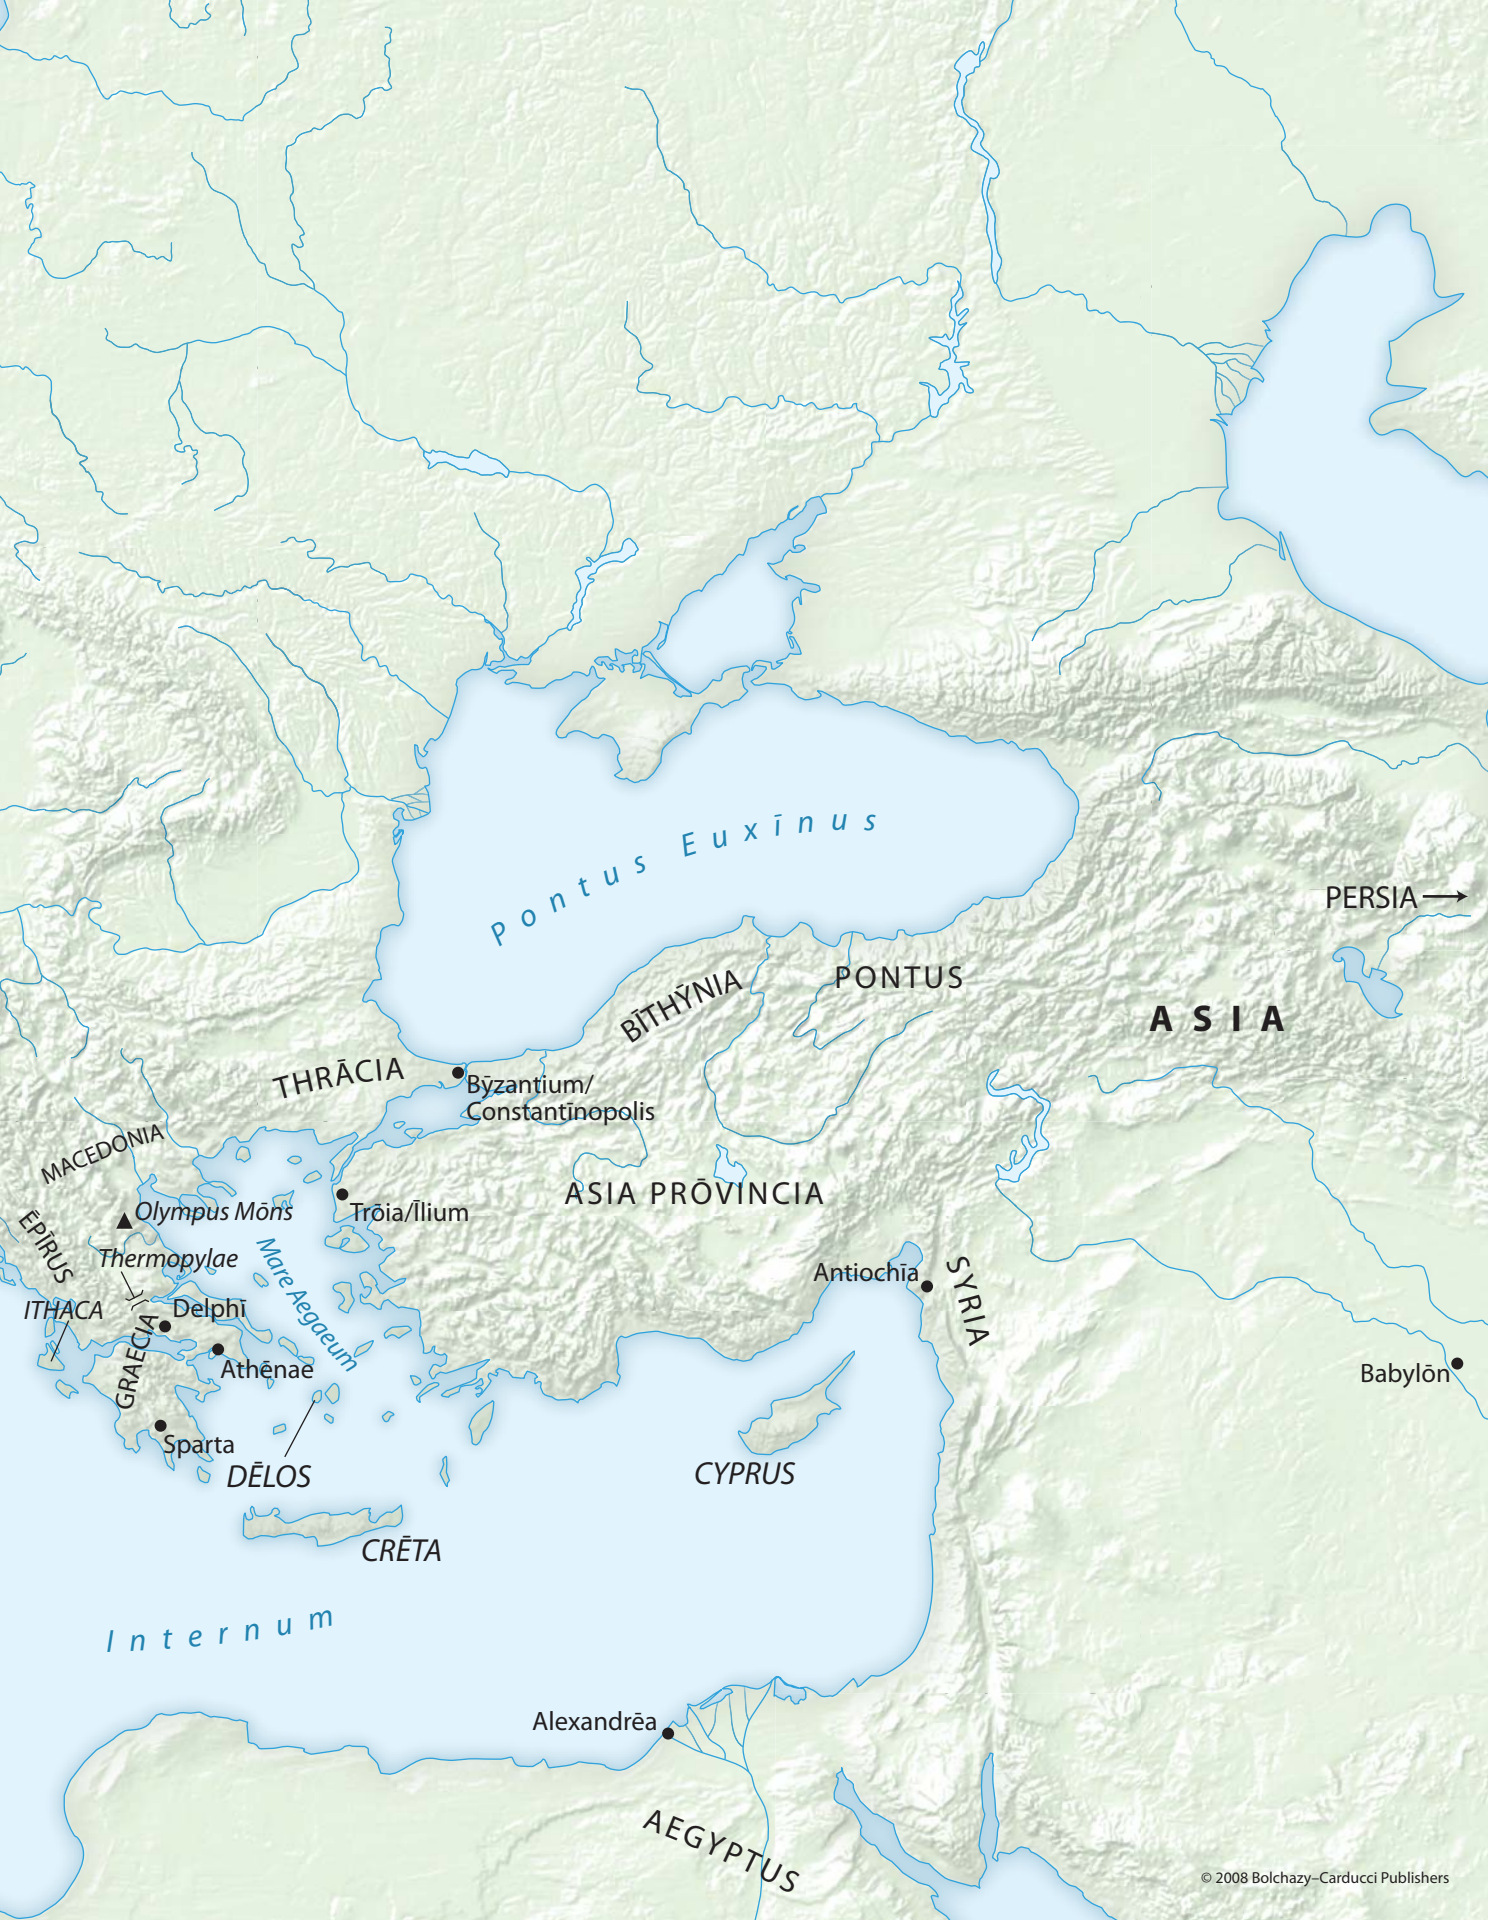 Pontus Euxīnus
PERSIA
PONTUS
BĪTHȲNIA
ASIA
THRĀCIA
Bȳzantium/
Constantīnopolis
MACEDONIA
ASIA PRŌVINCIA
Olympus Mōns
Trōia/Īlium
ĒPĪRUS
Thermopylae
Mare Aegaeum
Antiochīa
SYRIA
ITHACA
Delphī
GRAECIA
Athēnae
Babylōn
Sparta
DĒLOS
CYPRUS
CRĒTA
Internum
Alexandrēa
AEGYPTUS
© 2008 Bolchazy–Carducci Publishers